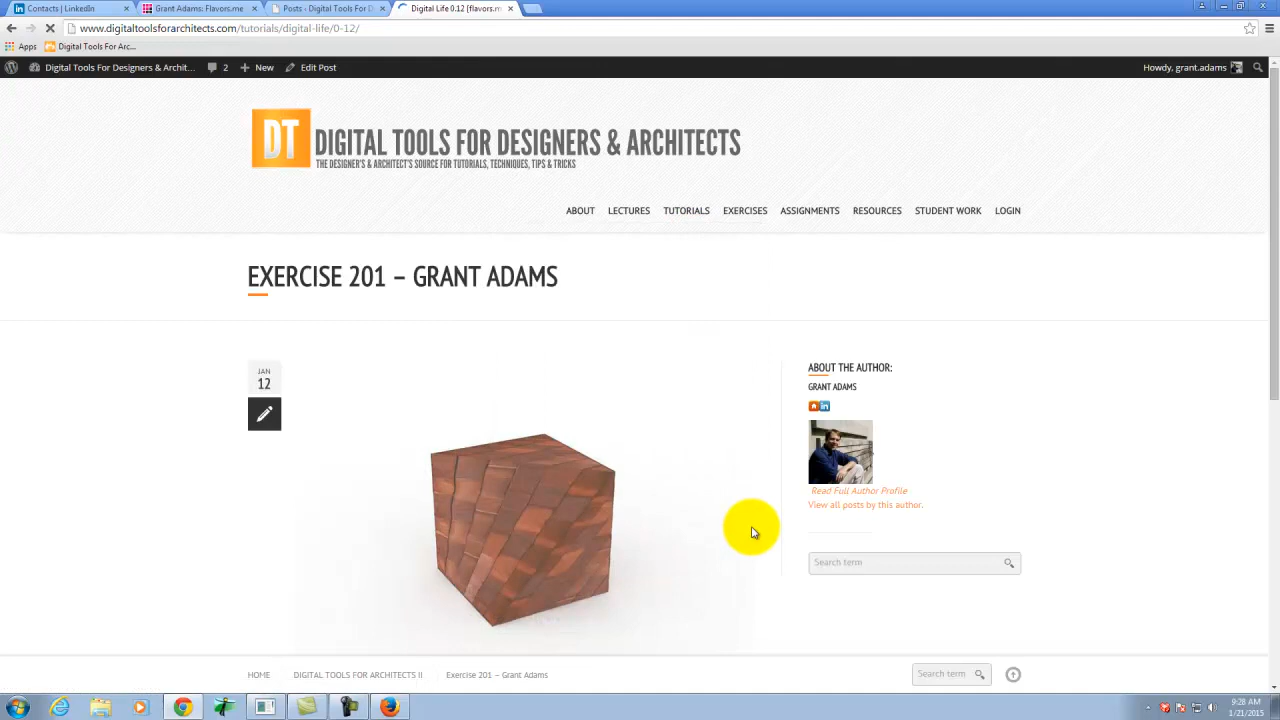 Contacts | LinkedIn
Grant Adams: Flavors.me
Posts ‹ Digital Tools For D
Digital Life 0.12 [flavors.m
www.digitaltoolsforarchitects.com/tutorials/digital-life/0-12/
Apps
Digital Tools For Arc...
Digital Tools For Designers & Archit...
2
New
Edit Post
Howdy, grant.adams
DT
DIGITAL TOOLS FOR DESIGNERS & ARCHITECTS
THE DESIGNER'S & ARCHITECT'S SOURCE FOR TUTORIALS, TECHNIQUES, TIPS & TRICKS
ABOUT LECTURES TUTORIALS EXERCISES ASSIGNMENTS RESOURCES STUDENT WORK LOGIN
EXERCISE 201 – GRANT ADAMS
JAN
12
ABOUT THE AUTHOR:
GRANT ADAMS
in
Read Full Author Profile
View all posts by this author.
Search term
HOME
DIGITAL TOOLS FOR ARCHITECTS II
Exercise 201 – Grant Adams
Search term
9:28 AM
1/21/2015